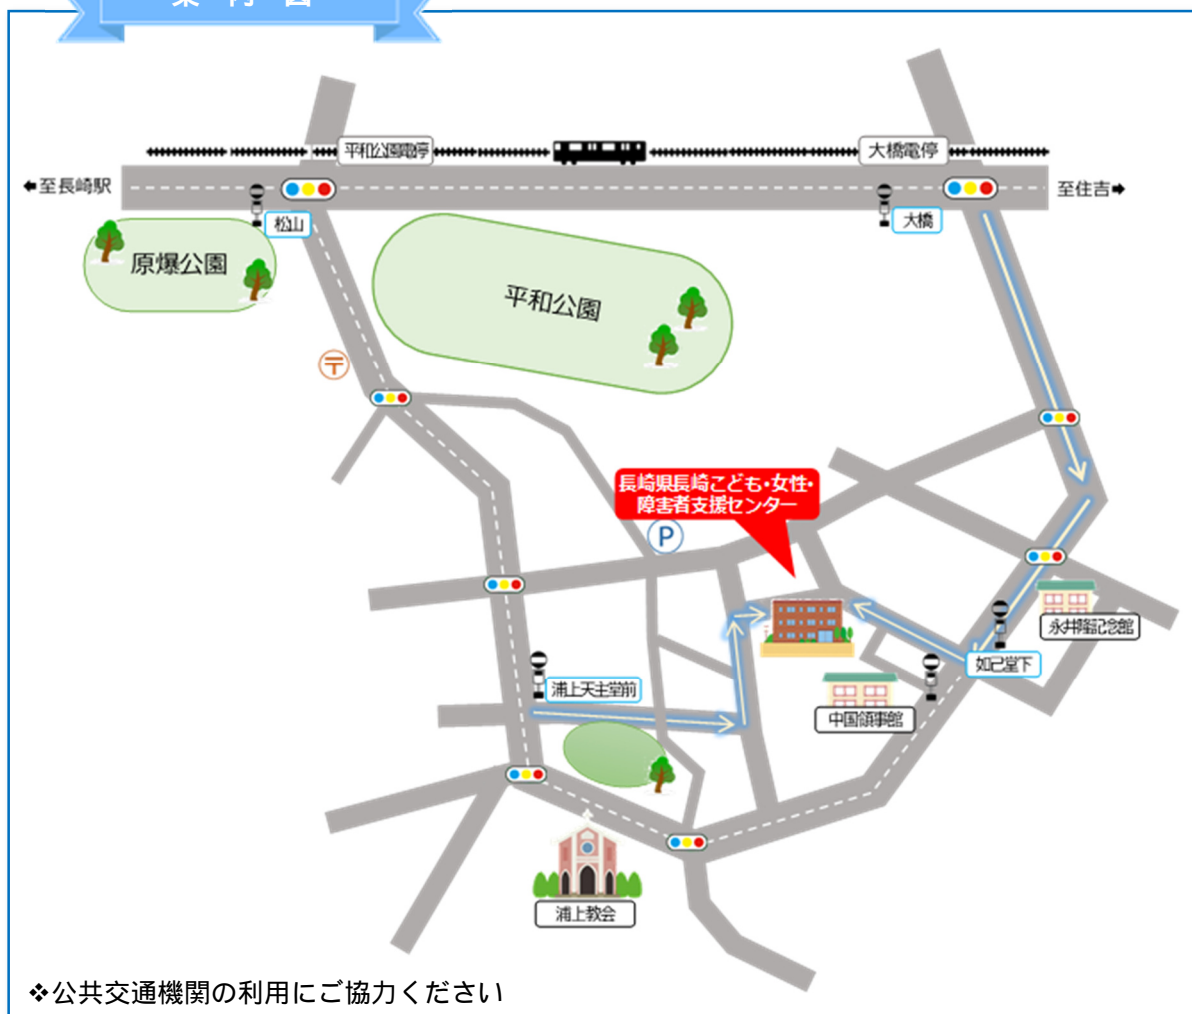 案内図
平和公園電停
大橋電停
至長崎駅
至住吉
松山
大橋
原爆公園
平和公園
〒
長崎県長崎こども・女性・
障害者支援センター
P
永井隆記念館
如己堂下
浦上天主堂前
中国領事館
浦上教会
❖公共交通機関の利用にご協力ください